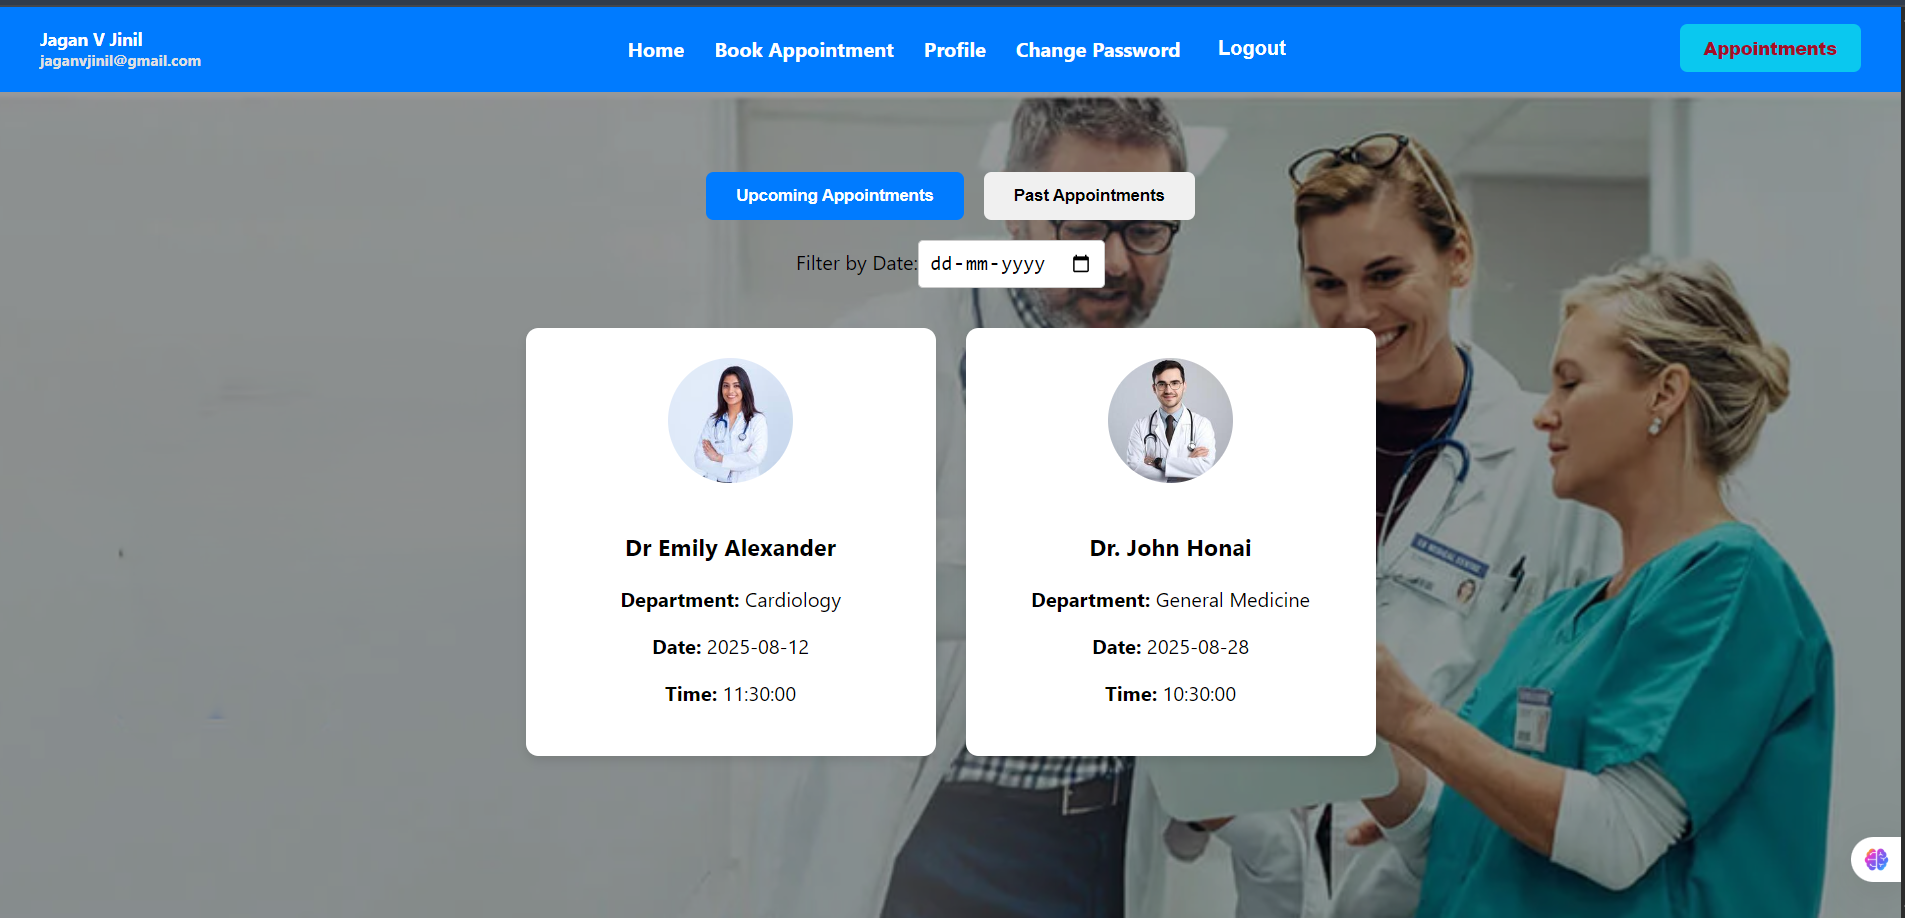 Jagan V Jinil
jaganvjinil@gmail.com
Home Book Appointment Profile Change Password Logout
Appointments
Upcoming Appointments Past Appointments
Filter by Date: dd-mm-yyyy
Dr Emily Alexander
Department: Cardiology
Date: 2025-08-12
Time: 11:30:00
Dr. John Honai
Department: General Medicine
Date: 2025-08-28
Time: 10:30:00